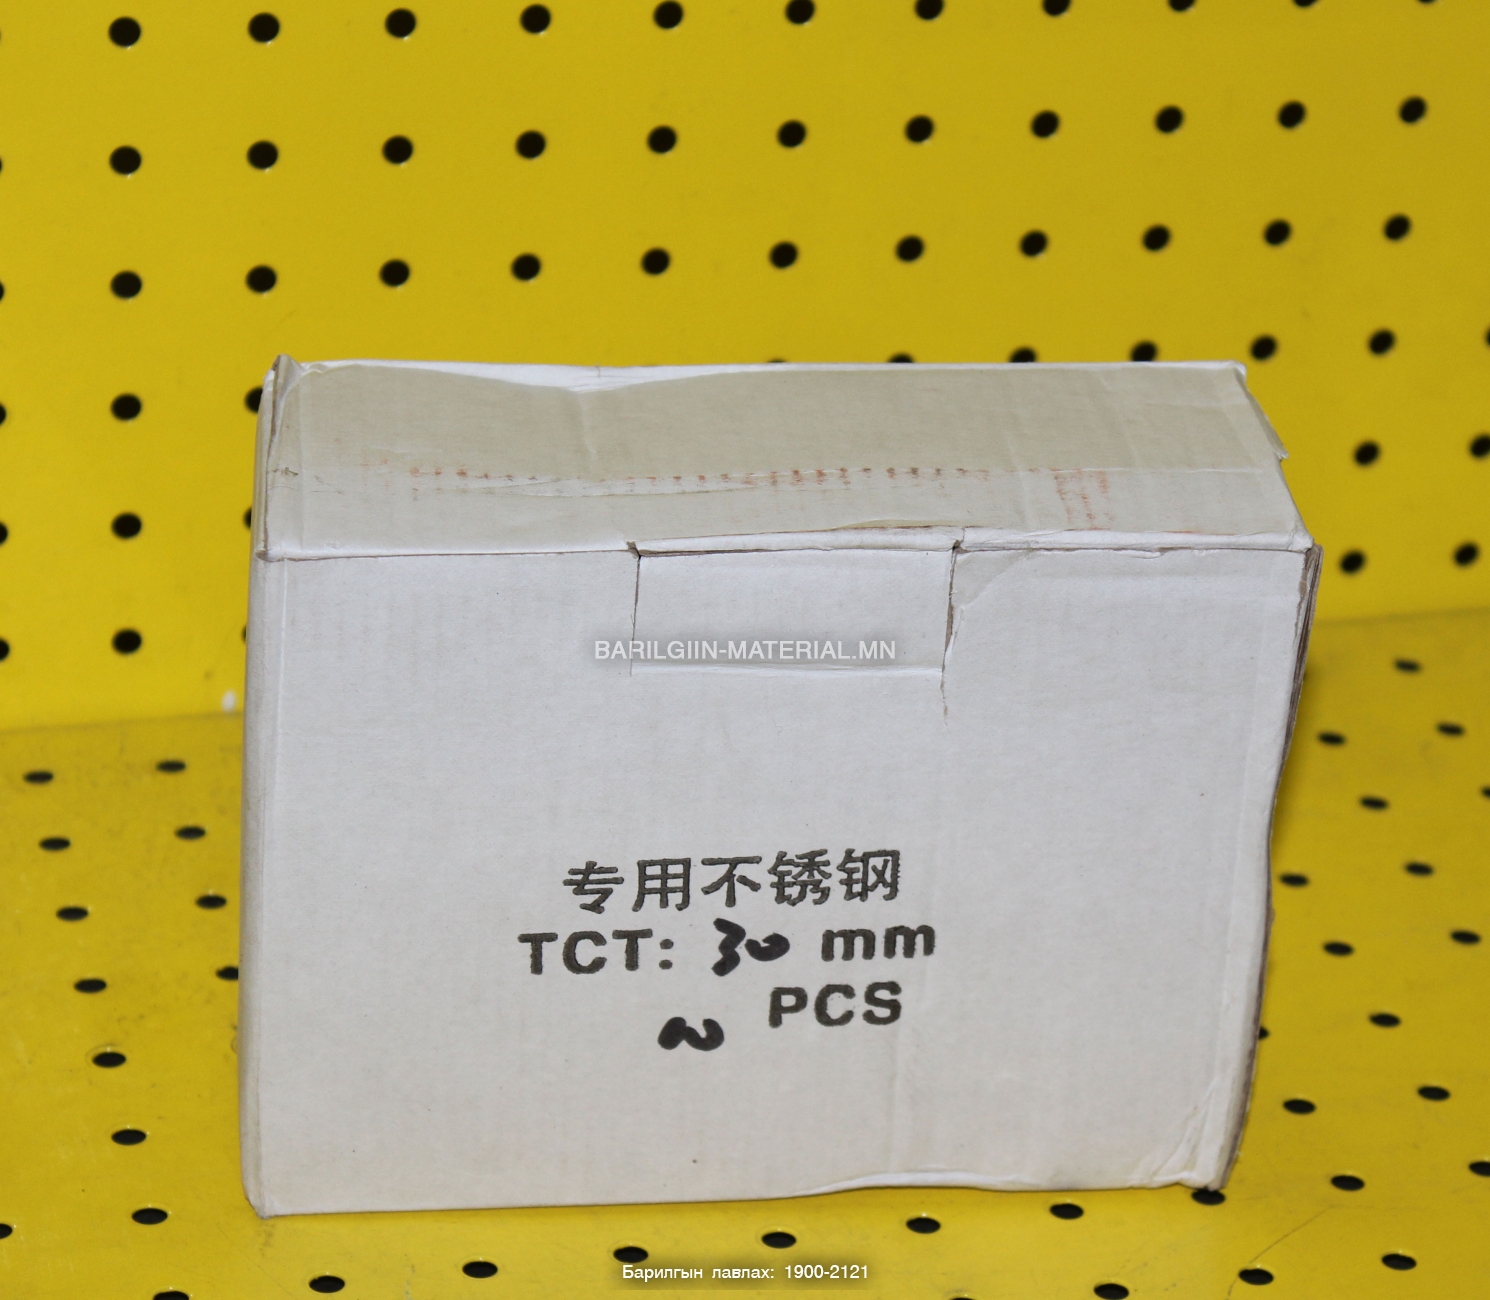 BARILGIIN-MATERIAL.MN
专用不锈钢
TCT: 30 mm
PCS
Барилгын лавлах: 1900-2121